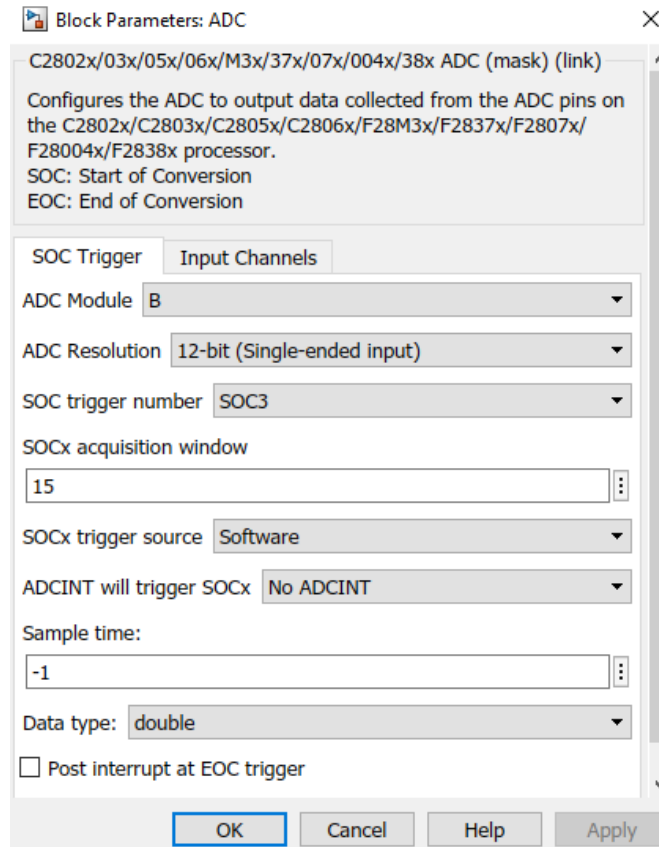 Block Parameters: ADC
C2802x/03x/05x/06x/M3x/37x/07x/004x/38x ADC (mask) (link)
Configures the ADC to output data collected from the ADC pins on
the C2802x/C2803x/C2805x/C2806x/F28M3x/F2837x/F2807x/
F28004x/F2838x processor.
SOC: Start of Conversion
EOC: End of Conversion
SOC Trigger Input Channels
ADC Module B
ADC Resolution 12-bit (Single-ended input)
SOC trigger number SOC3
SOCx acquisition window
15
SOCx trigger source Software
ADCINT will trigger SOCx No ADCINT
Sample time:
-1
Data type: double
Post interrupt at EOC trigger
OK Cancel Help Apply